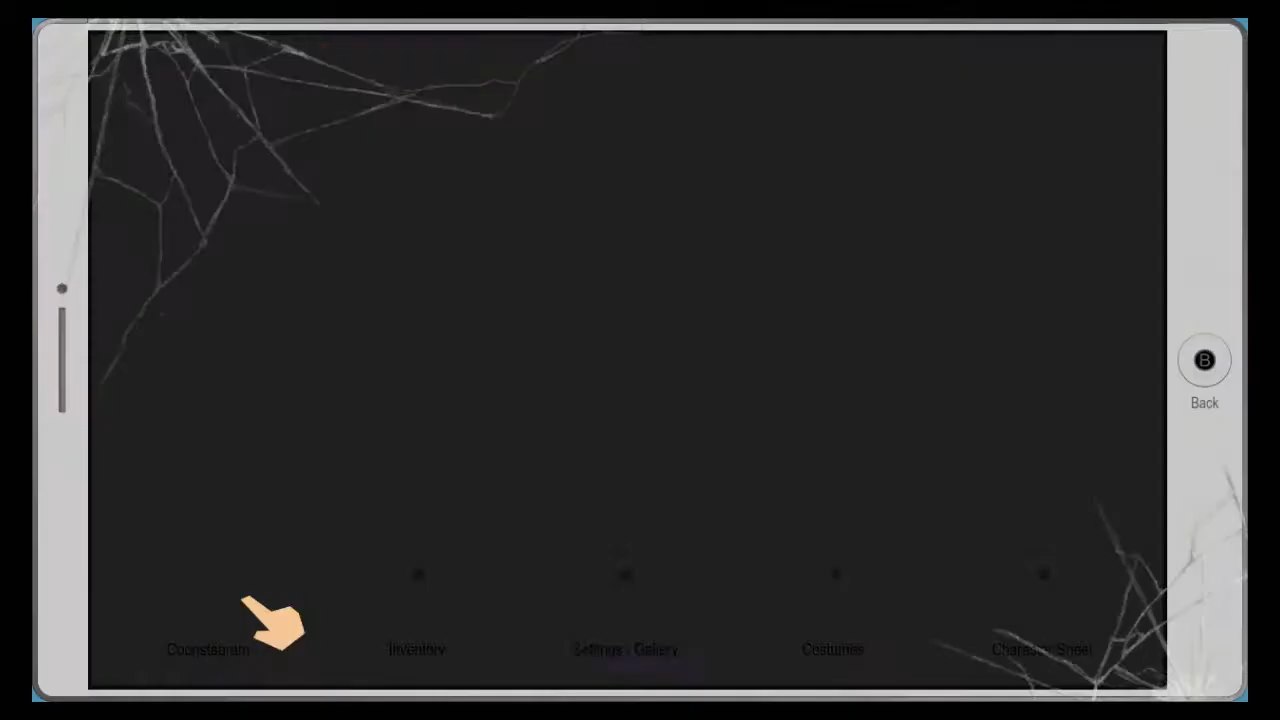 B
Back
Coonstagram
Inventory
Settings / Gallery
Costumes
Character Sheet